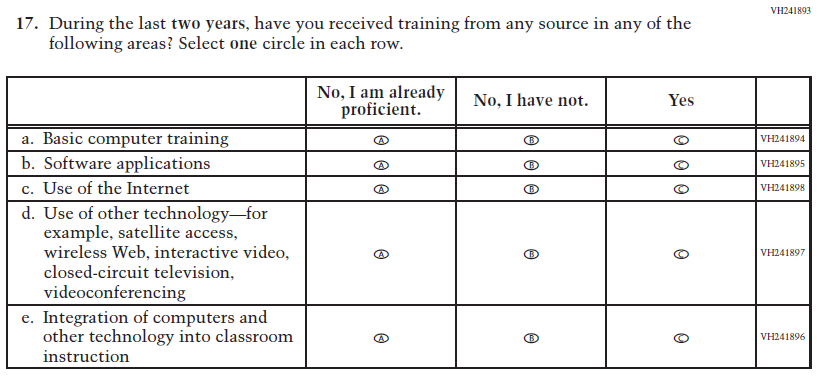 VH241893
17. During the last two years, have you received training from any source in any of the
following areas? Select one circle in each row.
No, I am already
proficient.
No, I have not.
Yes
a. Basic computer training A B C VH241894
b. Software applications A B C VH241895
c. Use of the Internet A B C VH241898
d. Use of other technology—for
example, satellite access,
wireless Web, interactive video,
closed-circuit television,
videoconferencing
A B C VH241897
e. Integration of computers and
other technology into classroom
instruction
A B C VH241896